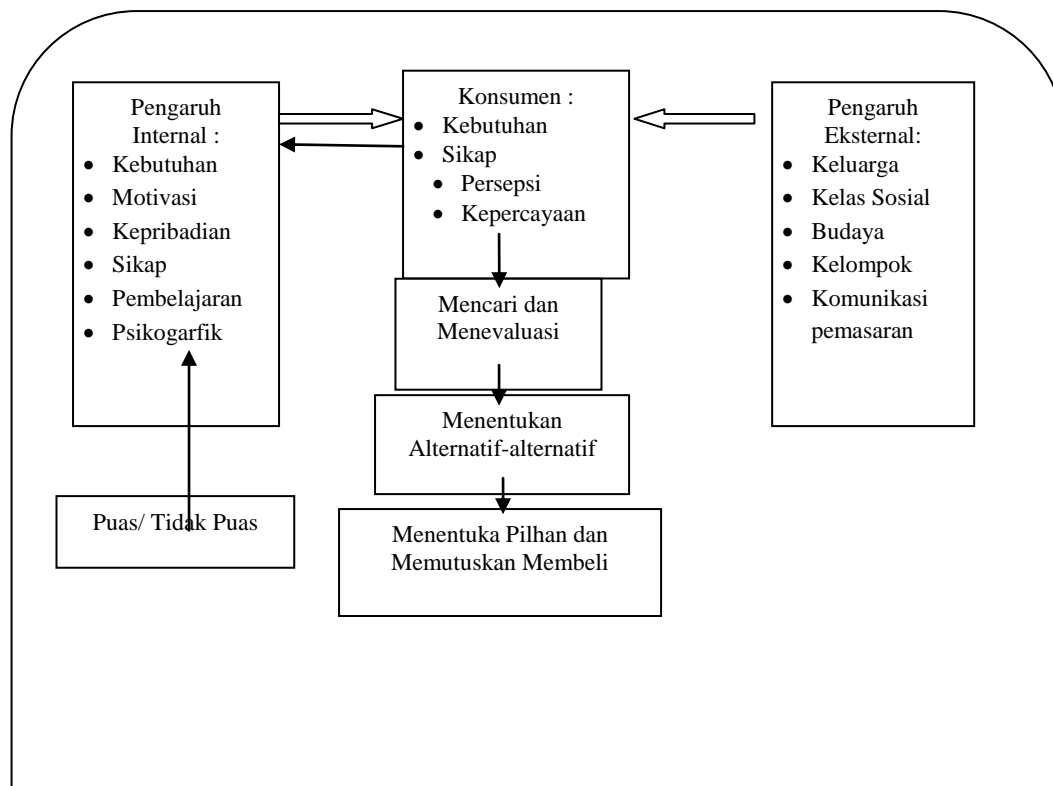 Pengaruh
Internal :
• Kebutuhan
• Motivasi
• Kepribadian
• Sikap
• Pembelajaran
• Psikogarfik
Konsumen :
• Kebutuhan
• Sikap
• Persepsi
• Kepercayaan
Pengaruh
Eksternal:
• Keluarga
• Kelas Sosial
• Budaya
• Kelompok
• Komunikasi
pemasaran
Mencari dan
Menevaluasi
Menentukan
Alternatif-alternatif
Puas/ Tidak Puas
Menentuka Pilhan dan
Memutuskan Membeli